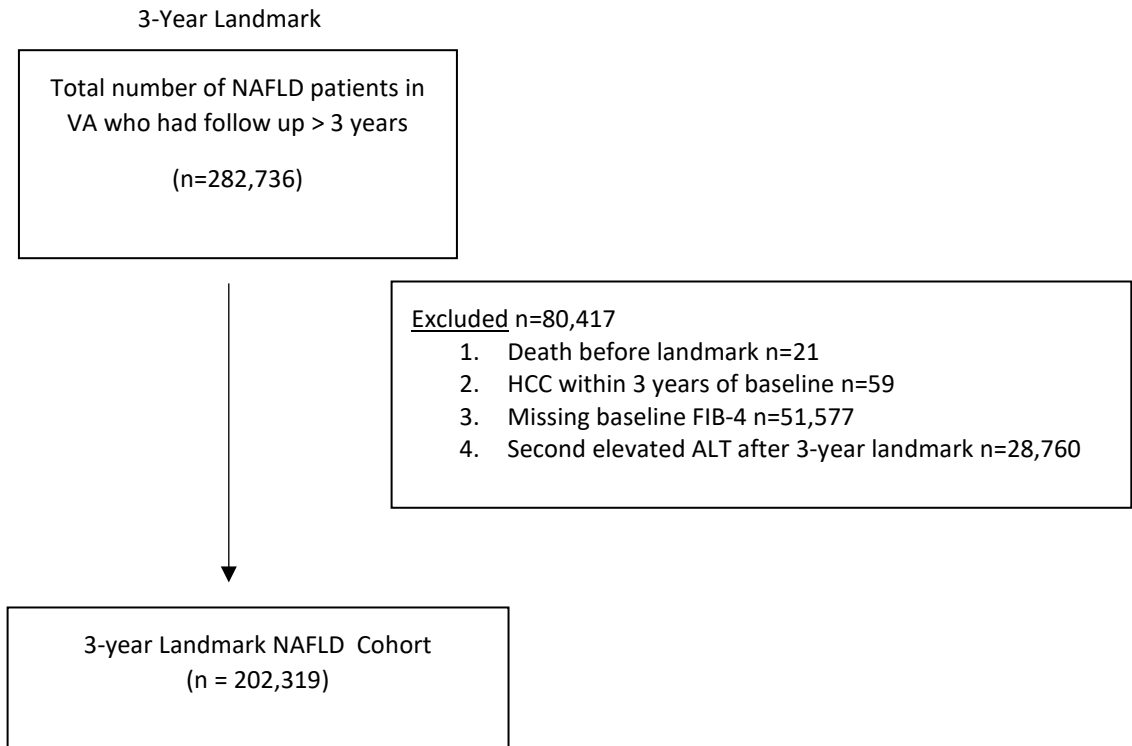 3-Year Landmark
Total number of NAFLD patients in
VA who had follow up > 3 years
(n=282,736)
Excluded n=80,417
1. Death before landmark n=21
2. HCC within 3 years of baseline n=59
3. Missing baseline FIB-4 n=51,577
4. Second elevated ALT after 3-year landmark n=28,760
3-year Landmark NAFLD Cohort
(n = 202,319)